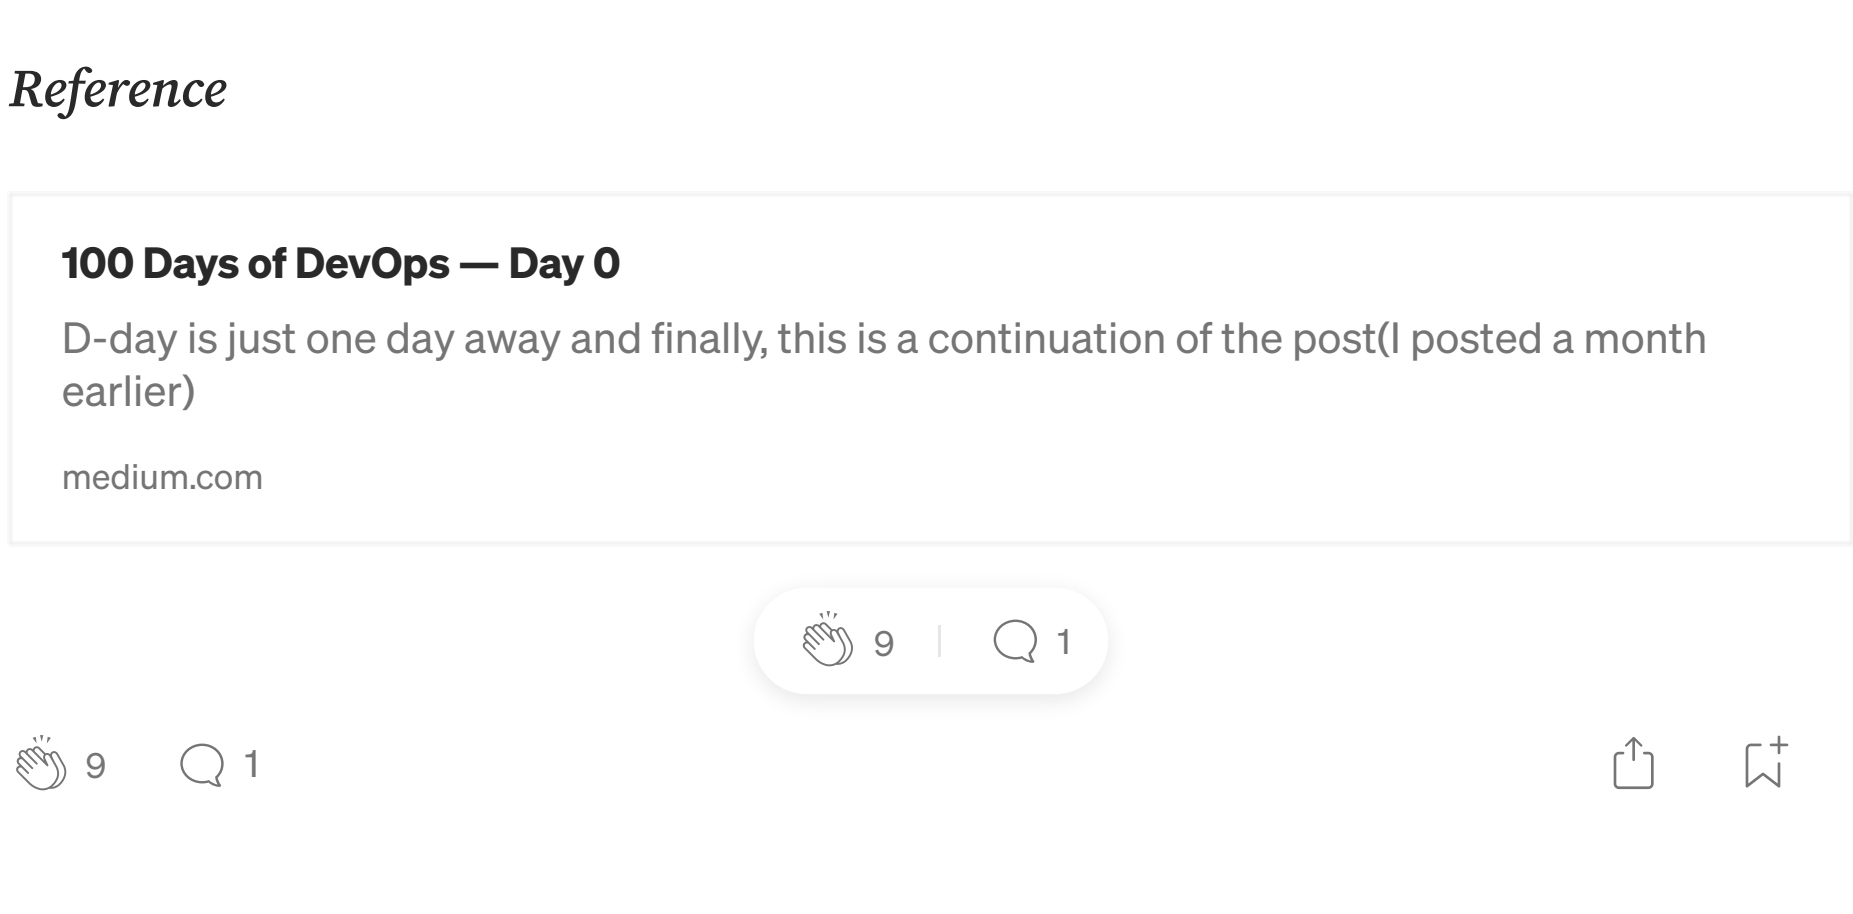 Reference
100 Days of DevOps — Day 0
D-day is just one day away and finally, this is a continuation of the post(I posted a month
earlier)
medium.com
9 1
9 1